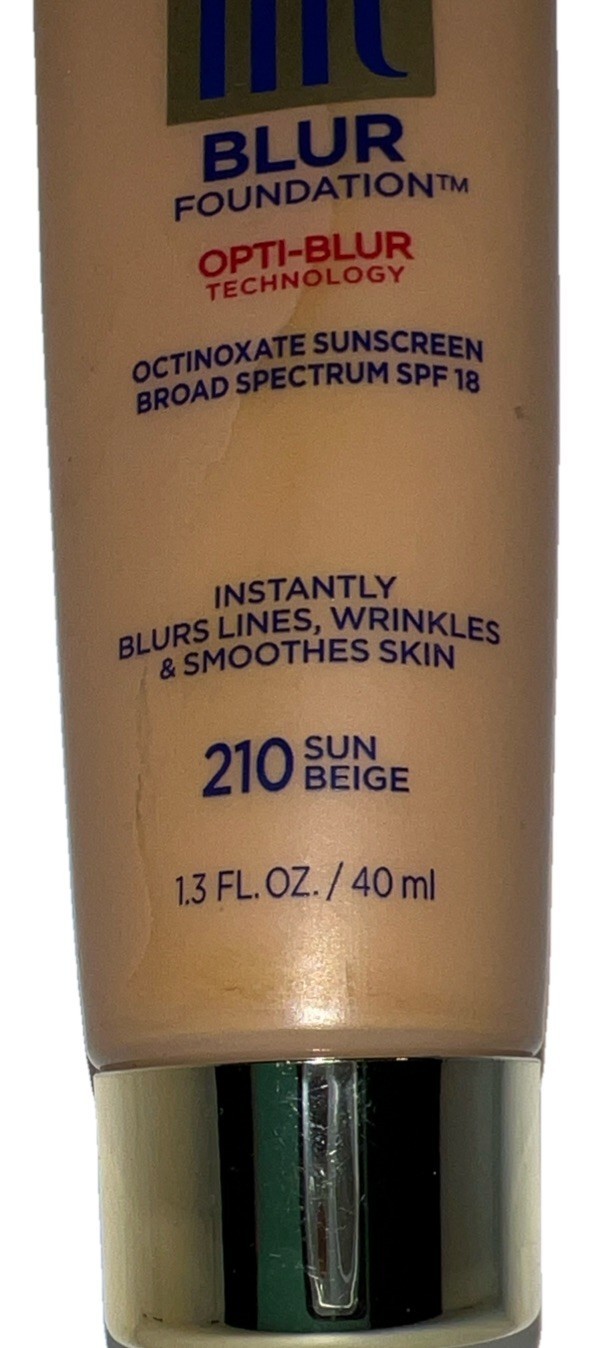 BLUR
FOUNDATION™
OPTI-BLUR
TECHNOLOGY
OCTINOXATE SUNSCREEN
BROAD SPECTRUM SPF 18
INSTANTLY
BLURS LINES, WRINKLES
& SMOOTHES SKIN
210 SUN
BEIGE
1.3 FL. OZ. / 40 ml